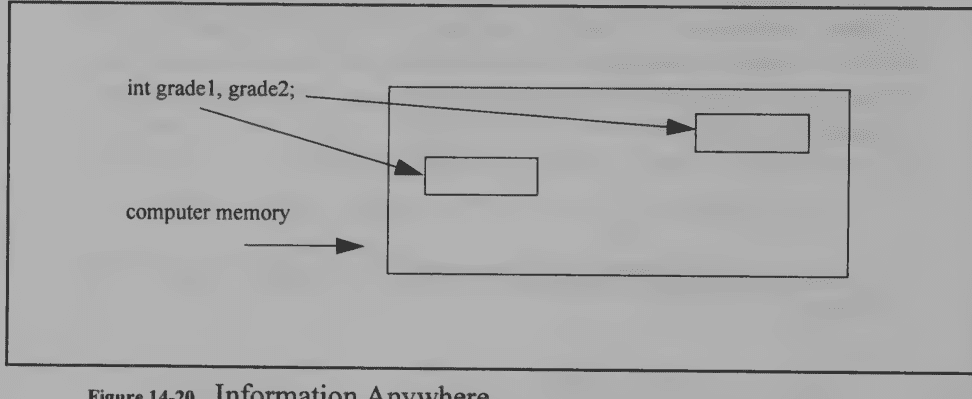 int grade1, grade2;
computer memory
Figure 14-20 Information Anywhere